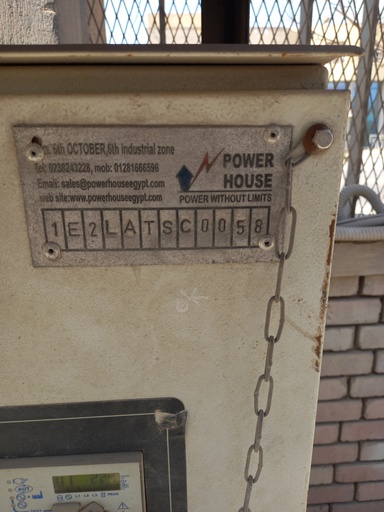 6th OCTOBER,6th industrial zone
Tel: 0238243228, mob: 01281666596
Email: sales@powerhouseegypt.com
web site:www.powerhouseegypt.com
POWER
HOUSE
POWER WITHOUT LIMITS
1E2LATSC0058